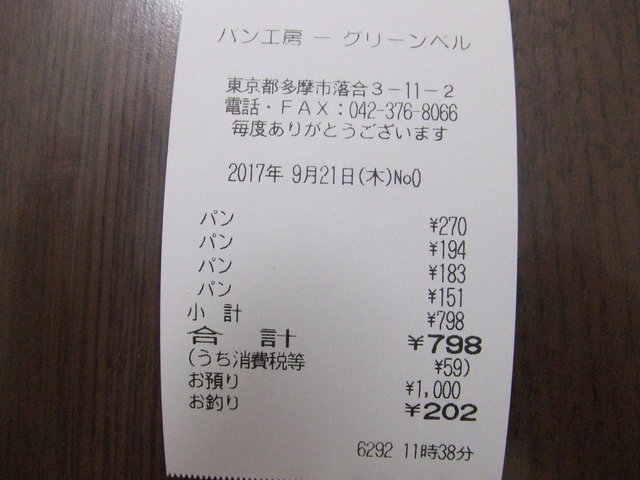 パン工房 － グリーンベル
東京都多摩市落合３－11－２
電話・ＦＡＸ：042-376-8066
毎度ありがとうございます
2017年 9月21日(木)No0
パン ¥270
パン ¥194
パン ¥183
パン ¥151
小 計 ¥798
合 計 ¥798
(うち消費税等 ¥59)
お預り ¥1,000
お釣り ¥202
6292 11時38分